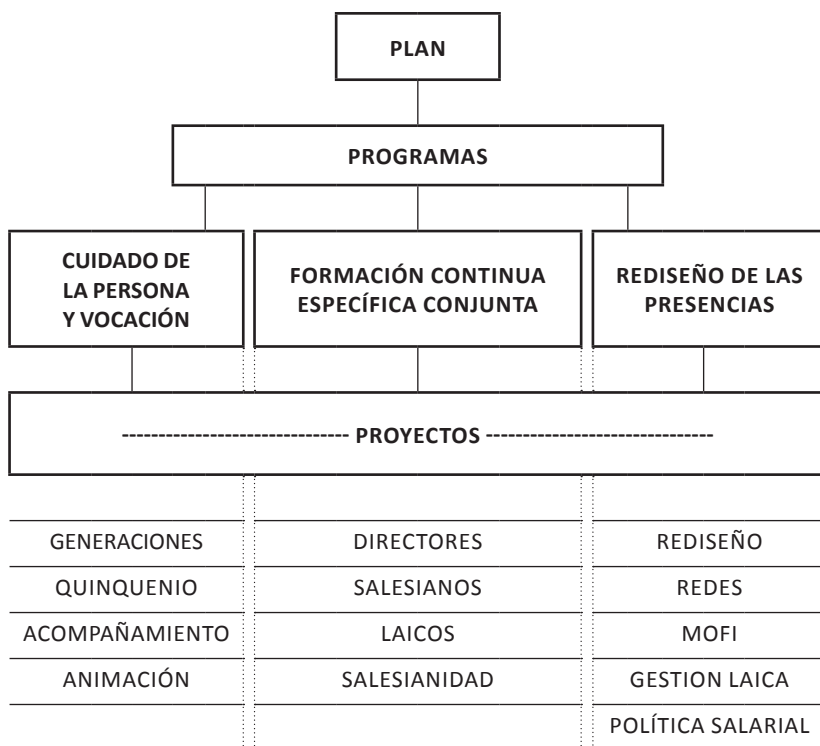 PLAN
PROGRAMAS
CUIDADO DE
LA PERSONA
Y VOCACIÓN
FORMACIÓN CONTINUA
ESPECÍFICA CONJUNTA
REDISEÑO DE LAS
PRESENCIAS
------------------------------- PROYECTOS -------------------------------
GENERACIONES
QUINQUENIO
ACOMPAÑAMIENTO
ANIMACIÓN
DIRECTORES
SALESIANOS
LAICOS
SALESIANIDAD
REDISEÑO
REDES
MOFI
GESTION LAICA
POLÍTICA SALARIAL